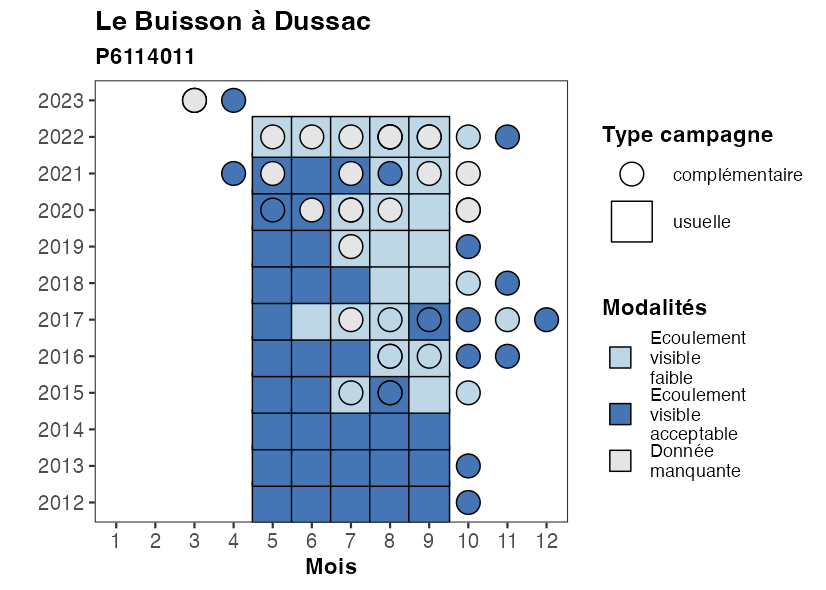 Le Buisson à Dussac
P6114011
2023
2022
2021
2020
2019
2018
2017
2016
2015
2014
2013
2012
1 2 3 4 5 6 7 8 9 10 11 12
Mois
Type campagne
complémentaire
usuelle
Modalités
Ecoulement
visible
faible
Ecoulement
visible
acceptable
Donnée
manquante